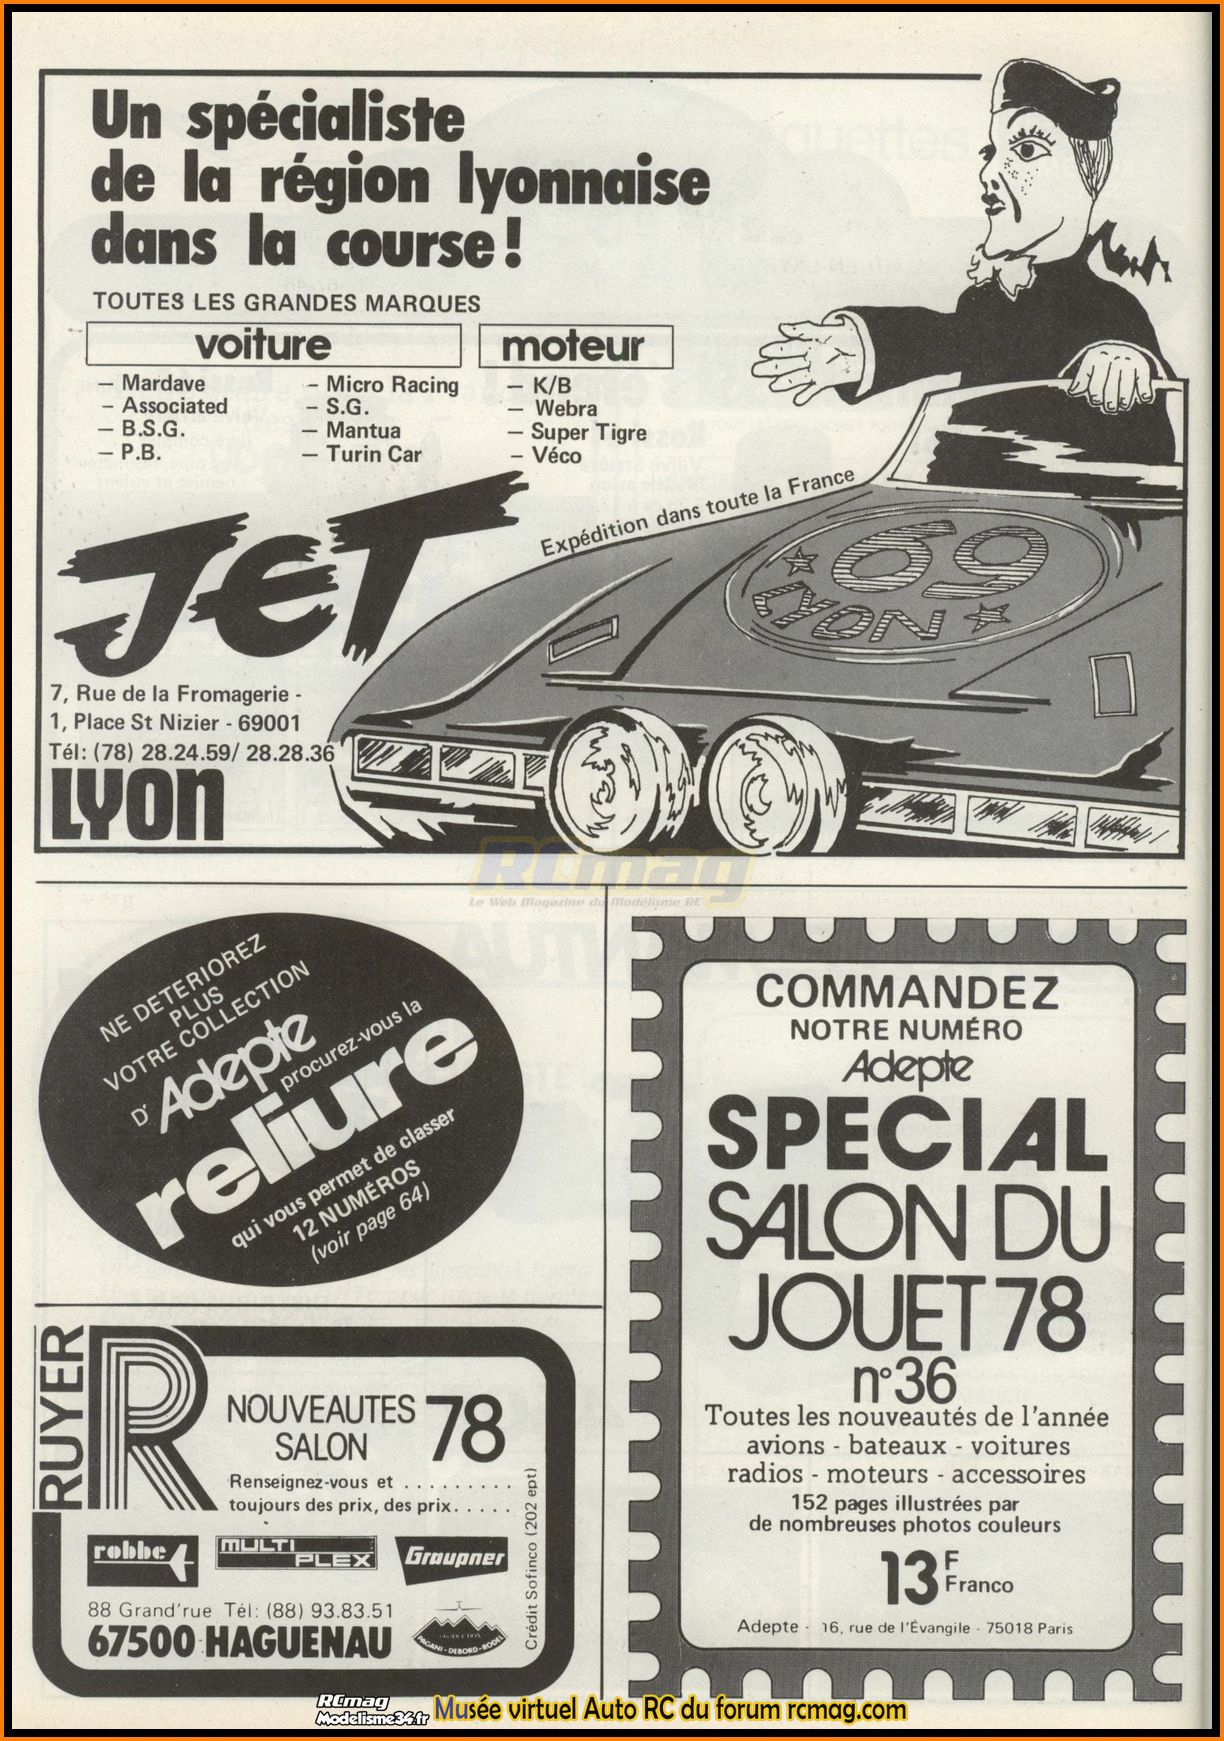 Un spécialiste
de la région lyonnaise
dans la course!
TOUTES LES GRANDES MARQUES
voiture
— Mardave
– Associated
– B.S.G.
— P.B.
– Micro Racing
– S.G.
– Mantua
— Turin Car
moteur
— K/B
– Webra
– Super Tigre
– Véco
Expédition dans toute la France
JET
69
LYON
7, Rue de la Fromagerie -
1, Place St Nizier - 69001
Tél: (78) 28.24.59/ 28.28.36
LYON
RCmag
Le Web Magazine du Modélisme RC
NE DETERIOREZ
PLUS
VOTRE COLLECTION
D' Adepte
procurez-vous la
reliure
qui vous permet de classer
12 NUMÉROS
(voir page 64)
RUYER
R
NOUVEAUTES
SALON
78
Renseignez-vous et . . . . . . . . .
toujours des prix, des prix. . . . .
robbe
MULTI
PLEX
Graupner
88 Grand'rue Tél: (88) 93.83.51
67500 HAGUENAU
PAGANI-DEBORD-RODEL
Crédit Sofinco (202 ept)
COMMANDEZ
NOTRE NUMÉRO
Adepte
SPECIAL
SALON DU
JOUET 78
n°36
Toutes les nouveautés de l'année
avions - bateaux - voitures
radios - moteurs - accessoires
152 pages illustrées par
de nombreuses photos couleurs
13F
Franco
Adepte - 16, rue de l'Évangile - 75018 Paris
RCmag
Modelisme34.fr
Musée virtuel Auto RC du forum rcmag.com